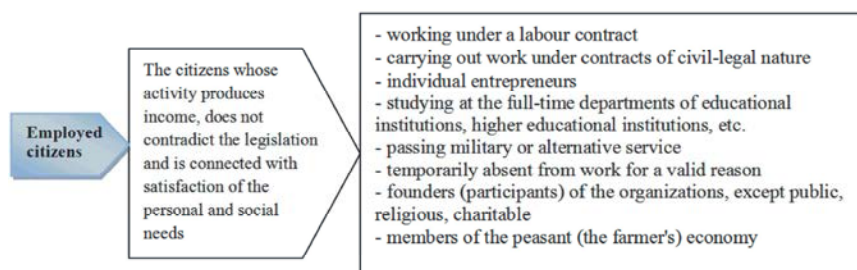 Employed
citizens
The citizens whose
activity produces
income, does not
contradict the legislation
and is connected with
satisfaction of the
personal and social
needs
- working under a labour contract
- carrying out work under contracts of civil-legal nature
- individual entrepreneurs
- studying at the full-time departments of educational
institutions, higher educational institutions, etc.
- passing military or alternative service
- temporarily absent from work for a valid reason
- founders (participants) of the organizations, except public,
religious, charitable
- members of the peasant (the farmer's) economy